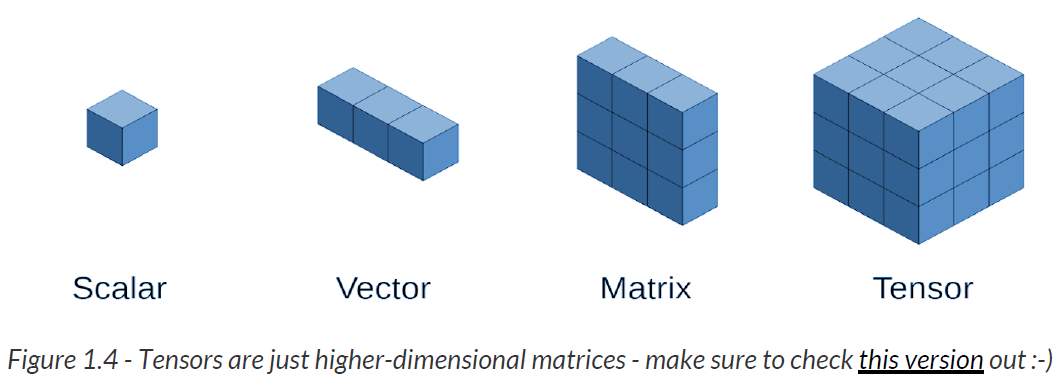 Scalar Vector Matrix Tensor
Figure 1.4 - Tensors are just higher-dimensional matrices - make sure to check this version out :-)